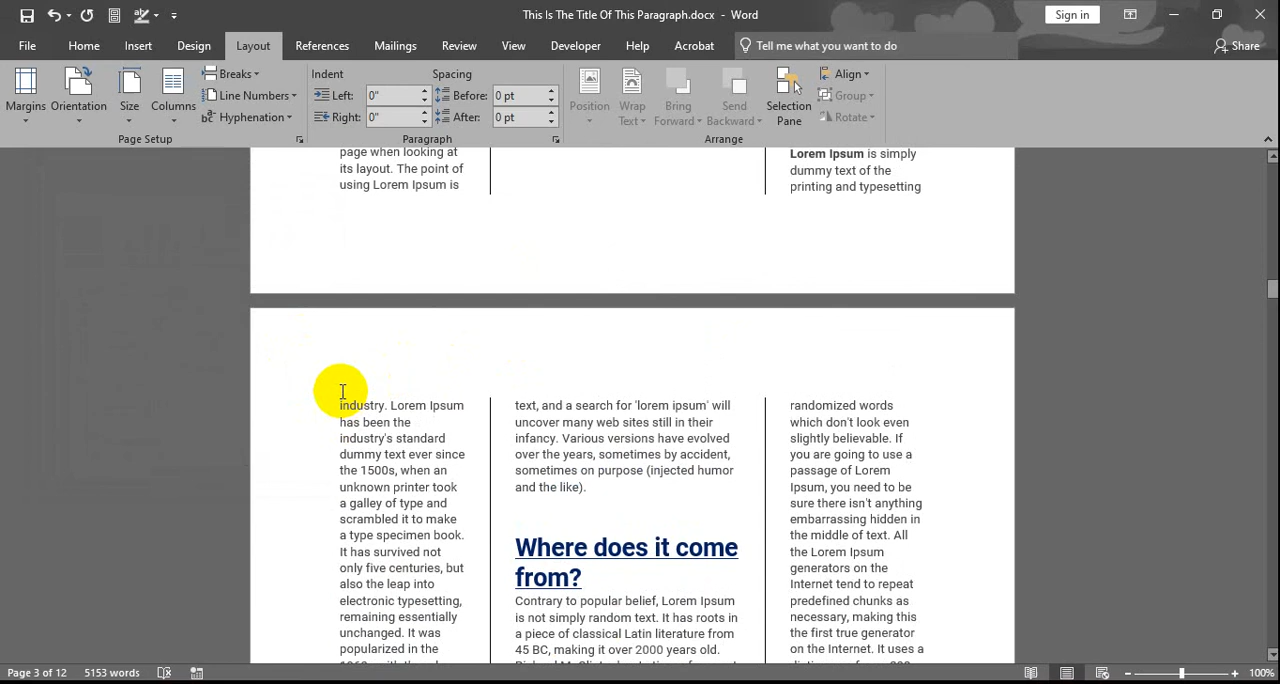 This Is The Title Of This Paragraph.docx - Word
Sign in
File Home Insert Design Layout References Mailings Review View Developer Help Acrobat Tell me what you want to do Share
Margins Orientation Size Columns
Breaks
Line Numbers
Hyphenation
Page Setup
Indent Spacing
Left: 0" Before: 0 pt
Right: 0" After: 0 pt
Paragraph
Position Wrap Text Bring Forward Send Backward Selection Pane
Align
Group
Rotate
Arrange
page when looking at
its layout. The point of
using Lorem Ipsum is
Lorem Ipsum is simply
dummy text of the
printing and typesetting
industry. Lorem Ipsum
has been the
industry's standard
dummy text ever since
the 1500s, when an
unknown printer took
a galley of type and
scrambled it to make
a type specimen book.
It has survived not
only five centuries, but
also the leap into
electronic typesetting,
remaining essentially
unchanged. It was
popularized in the
text, and a search for 'lorem ipsum' will
uncover many web sites still in their
infancy. Various versions have evolved
over the years, sometimes by accident,
sometimes on purpose (injected humor
and the like).
Where does it come
from?
Contrary to popular belief, Lorem Ipsum
is not simply random text. It has roots in
a piece of classical Latin literature from
45 BC, making it over 2000 years old.
randomized words
which don't look even
slightly believable. If
you are going to use a
passage of Lorem
Ipsum, you need to be
sure there isn't anything
embarrassing hidden in
the middle of text. All
the Lorem Ipsum
generators on the
Internet tend to repeat
predefined chunks as
necessary, making this
the first true generator
on the Internet. It uses a
Page 3 of 12 5153 words 100%